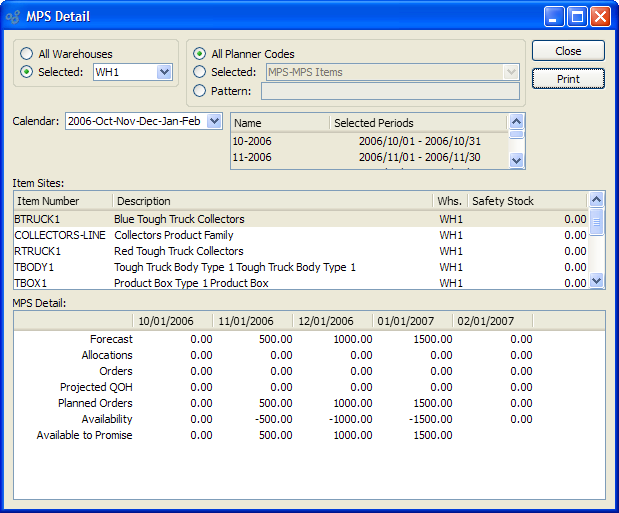 MPS Detail
All Warehouses
Selected: WH1
All Planner Codes
Selected: MPS-MPS Items
Pattern:
Close
Print
Calendar: 2006-Oct-Nov-Dec-Jan-Feb
Name Selected Periods
10-2006 2006/10/01 - 2006/10/31
11-2006 2006/11/01 - 2006/11/30
Item Sites:
Item Number Description Whs. Safety Stock
BTRUCK1 Blue Tough Truck Collectors WH1 0.00
COLLECTORS-LINE Collectors Product Family WH1 0.00
RTRUCK1 Red Tough Truck Collectors WH1 0.00
TBODY1 Tough Truck Body Type 1 Tough Truck Body Type 1 WH1 0.00
TBOX1 Product Box Type 1 Product Box WH1 0.00
MPS Detail:
10/01/2006 11/01/2006 12/01/2006 01/01/2007 02/01/2007
Forecast 0.00 500.00 1000.00 1500.00 0.00
Allocations 0.00 0.00 0.00 0.00 0.00
Orders 0.00 0.00 0.00 0.00 0.00
Projected QOH 0.00 0.00 0.00 0.00 0.00
Planned Orders 0.00 500.00 1000.00 1500.00 0.00
Availability 0.00 -500.00 -1000.00 -1500.00 0.00
Available to Promise 0.00 500.00 1000.00 1500.00